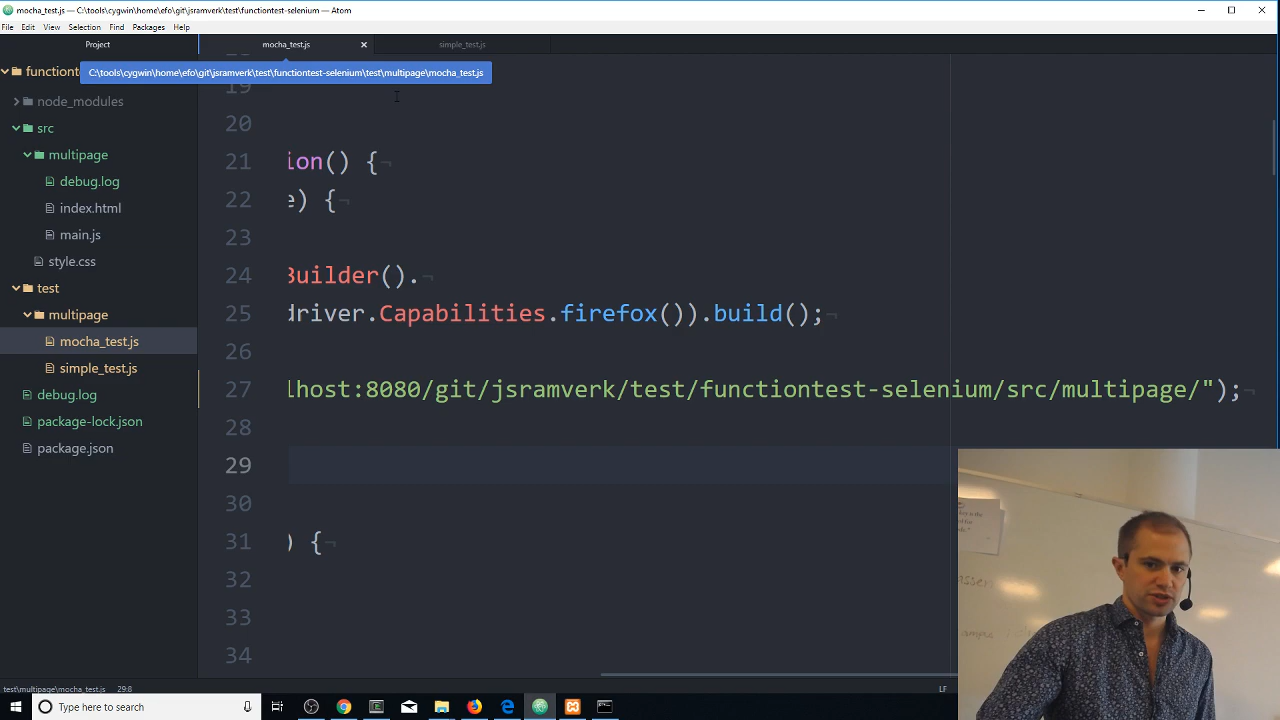 mocha_test.js — C:\tools\cygwin\home\efo\git\jsramverk\test\functiontest-selenium — Atom
File Edit View Selection Find Packages Help
Project
mocha_test.js
simple_test.js
C:\tools\cygwin\home\efo\git\jsramverk\test\functiontest-selenium\test\multipage\mocha_test.js
functiont
node_modules
src
multipage
debug.log
index.html
main.js
style.css
test
multipage
mocha_test.js
simple_test.js
debug.log
package-lock.json
package.json
19
20
21 ion() {
22 e) {
23
24 Builder().
25 driver.Capabilities.firefox()).build();
26
27 lhost:8080/git/jsramverk/test/functiontest-selenium/src/multipage/");
28
29
30
31 ) {
32
33
34
test\multipage\mocha_test.js 29:8
LF
Type here to search